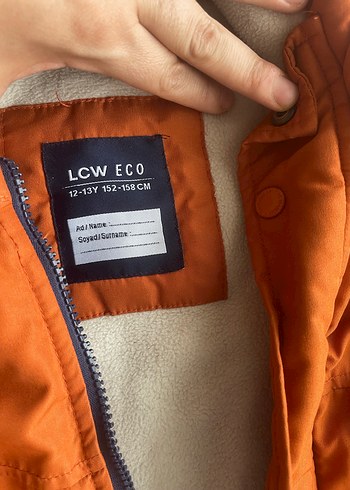 LCW ECO
12-13Y 152-158 CM
Ad / Name :
Soyad / Surname :